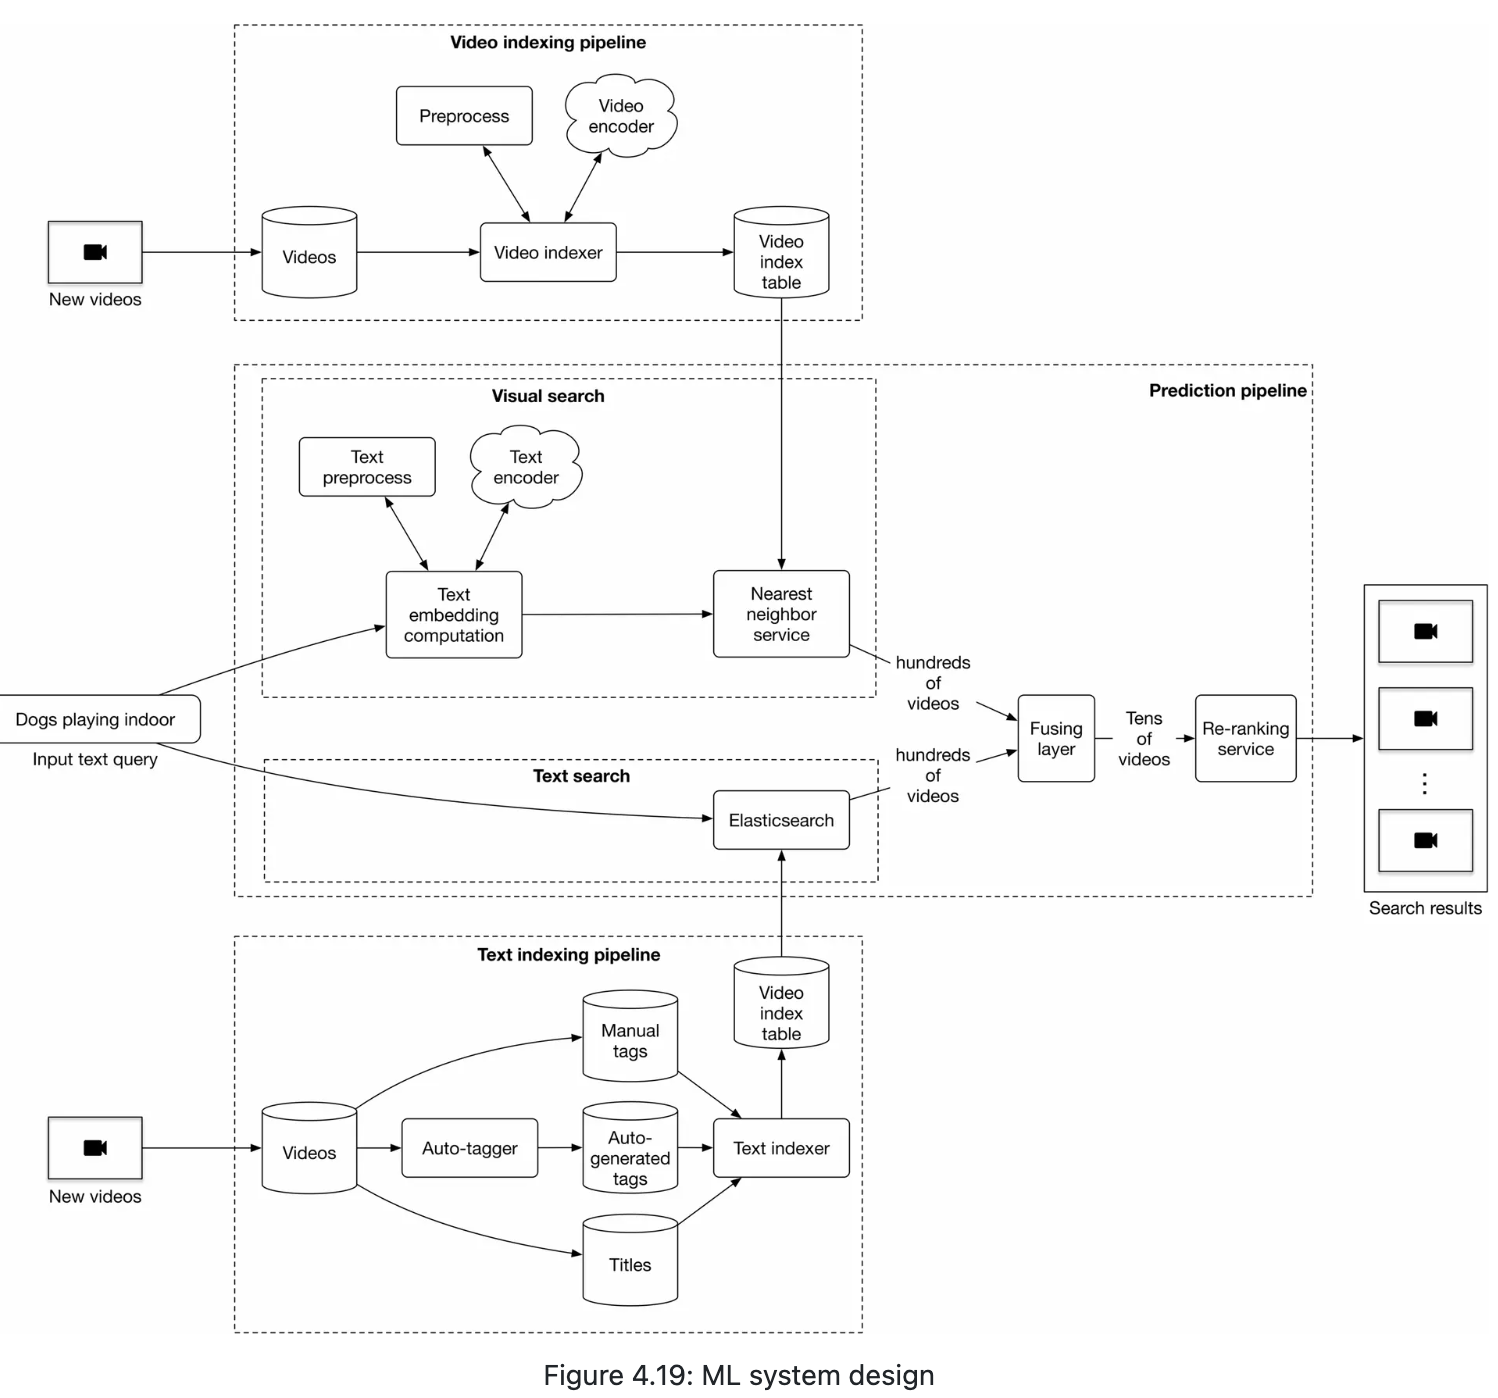 Video indexing pipeline
Preprocess
Video
encoder
New videos
Videos
Video indexer
Video
index
table
Prediction pipeline
Visual search
Text
preprocess
Text
encoder
Text
embedding
computation
Nearest
neighbor
service
hundreds
of
videos
Dogs playing indoor
Input text query
Text search
Elasticsearch
hundreds
of
videos
Fusing
layer
Tens
of
videos
Re-ranking
service
Search results
Text indexing pipeline
New videos
Videos
Manual
tags
Auto-tagger
Auto-
generated
tags
Titles
Text indexer
Video
index
table
Figure 4.19: ML system design